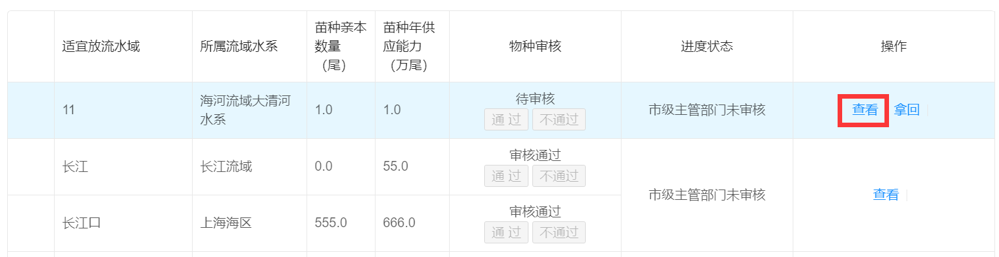 适宜放流水域
所属流域水系
苗种亲本
数量
（尾）
苗种年供
应能力
（万尾）
物种审核
进度状态
操作
11
海河流域大清河
水系
1.0
1.0
待审核
通 过 不通过
市级主管部门未审核
查看 拿回
长江
长江流域
0.0
55.0
审核通过
通 过 不通过
市级主管部门未审核
查看
长江口
上海海区
555.0
666.0
审核通过
通 过 不通过